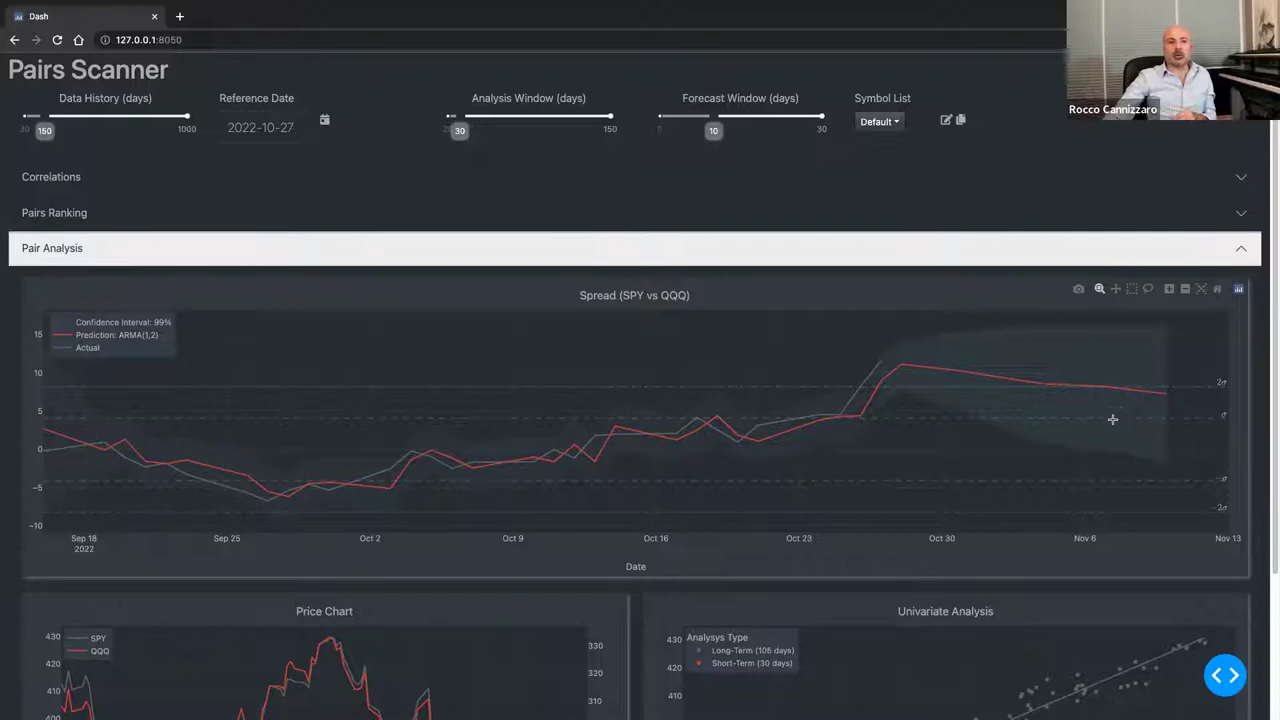 Dash
127.0.0.1:8050
Rocco Cannizzaro
Pairs Scanner
Data History (days)
30
150
1000
Reference Date
2022-10-27
Analysis Window (days)
30
150
Forecast Window (days)
0
10
30
Symbol List
Default
Correlations
Pairs Ranking
Pair Analysis
Spread (SPY vs QQQ)
Confidence Interval: 99%
Prediction: ARMA(1,2)
Actual
15
10
5
0
−5
−10
2σ
σ
−σ
−2σ
Sep 18
2022
Sep 25
Oct 2
Oct 9
Oct 16
Oct 23
Oct 30
Nov 6
Nov 13
Date
Price Chart
SPY
QQQ
430
420
410
400
330
320
310
Univariate Analysis
Analysys Type
Long-Term (105 days)
Short-Term (30 days)
430
420
410